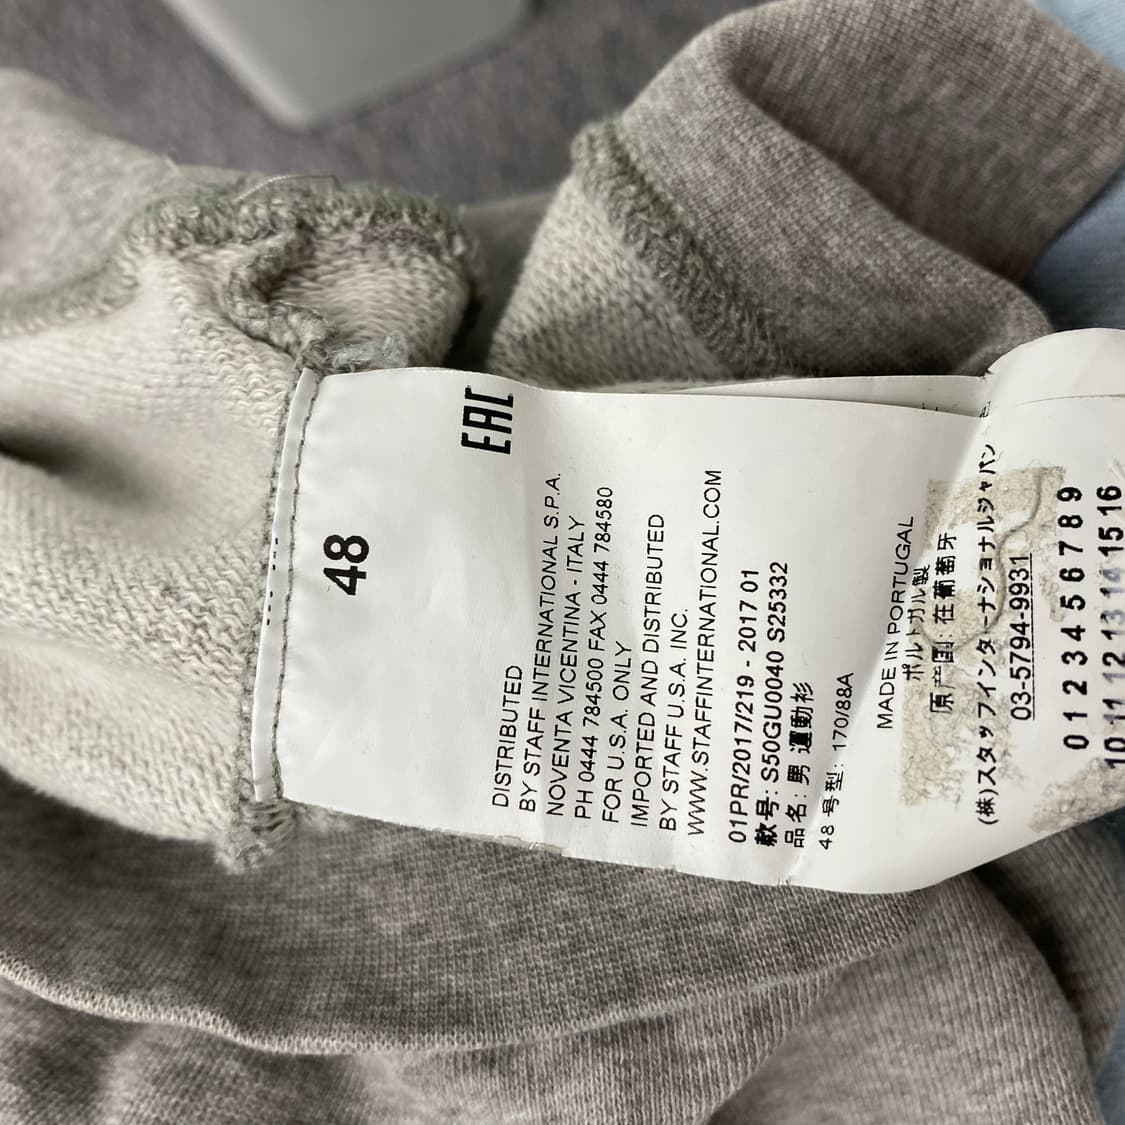 48
EAC
DISTRIBUTED
BY STAFF INTERNATIONAL S.P.A.
NOVENTA VICENTINA - ITALY
PH 0444 784500 FAX 0444 784580
FOR U.S.A. ONLY
IMPORTED AND DISTRIBUTED
BY STAFF U.S.A. INC.
WWW.STAFFINTERNATIONAL.COM
01PR/2017/219 - 2017 01
款号: S50GU0040 S25332
品名: 男 運動衫
48 号型: 170/88A
MADE IN PORTUGAL
ポルトガル製
原产国: 在葡萄牙
(株)スタッフインターナショナルジャパン
03-5794-9931
0 1 2 3 4 5 6 7 8 9
10 11 12 13 14 15 16